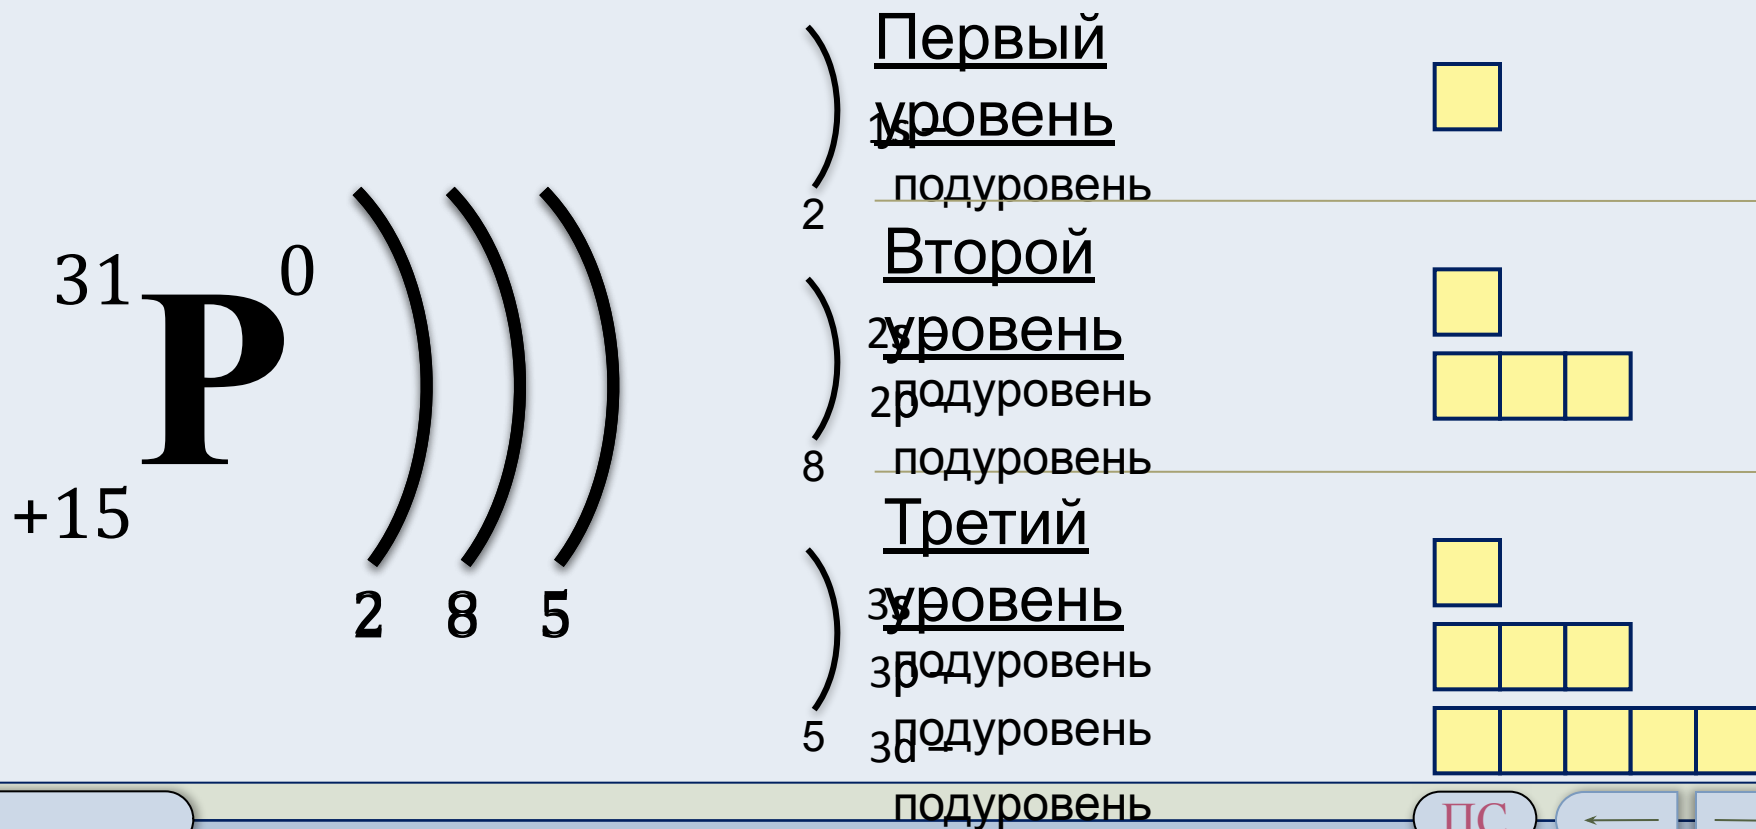 31 P 0
+15
2 8 5
2
Первый
уровень
1s –
подуровень
8
Второй
уровень
2s –
подуровень
2p –
подуровень
5
Третий
уровень
3s –
подуровень
3p –
подуровень
3d –
подуровень
ПС